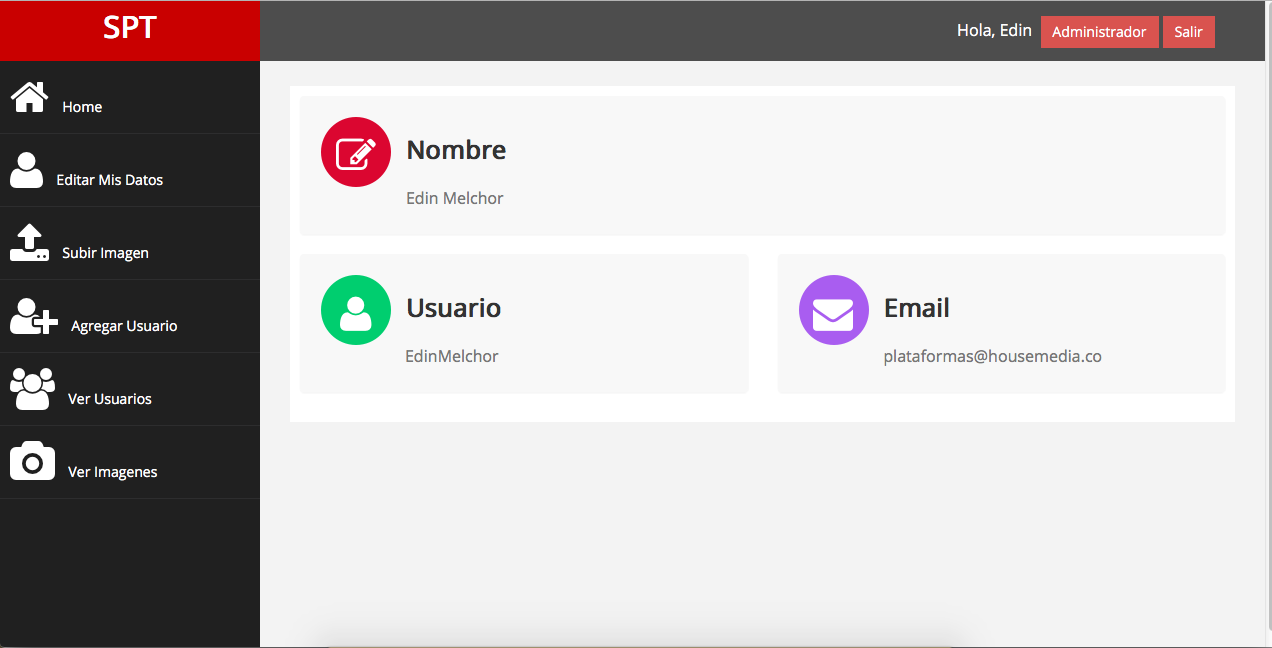 SPT
Hola, Edin
Administrador
Salir
Home
Editar Mis Datos
Subir Imagen
Agregar Usuario
Ver Usuarios
Ver Imagenes
Nombre
Edin Melchor
Usuario
EdinMelchor
Email
plataformas@housemedia.co